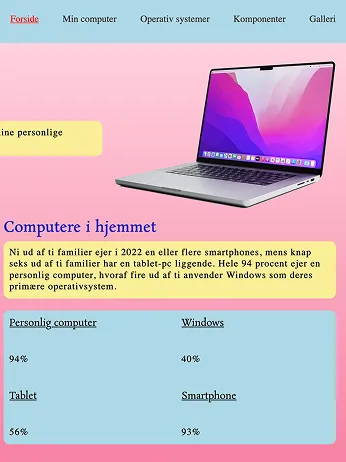 Forside Min computer Operativ systemer Komponenter Galleri
ine personlige
Computere i hjemmet
Ni ud af ti familier ejer i 2022 en eller flere smartphones, mens knap
seks ud af ti familier har en tablet-pc liggende. Hele 94 procent ejer en
personlig computer, hvoraf fire ud af ti anvender Windows som deres
primære operativsystem.
Personlig computer Windows
94% 40%
Tablet Smartphone
56% 93%